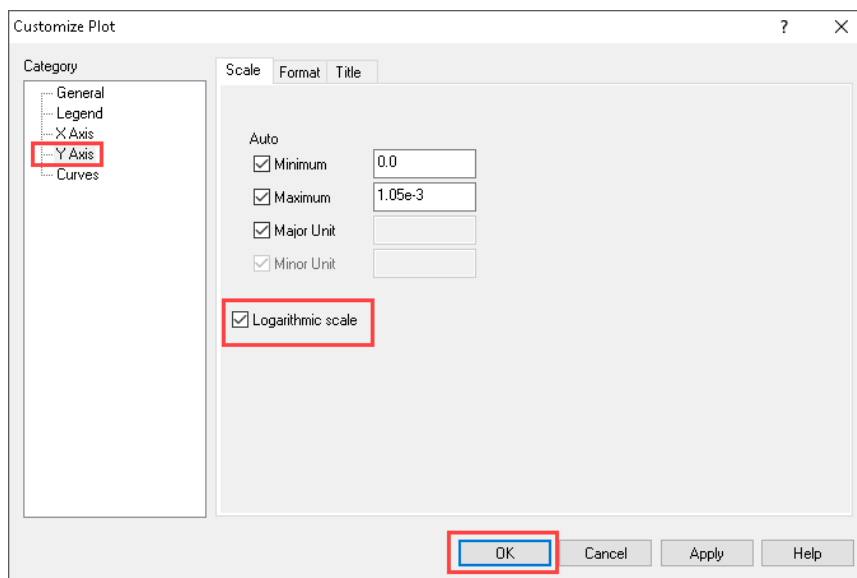 Customize Plot ?
Category
General
Legend
X Axis
Y Axis
Curves
Scale Format Title
Auto
Minimum 0.0
Maximum 1.05e-3
Major Unit
Minor Unit
Logarithmic scale
OK Cancel Apply Help